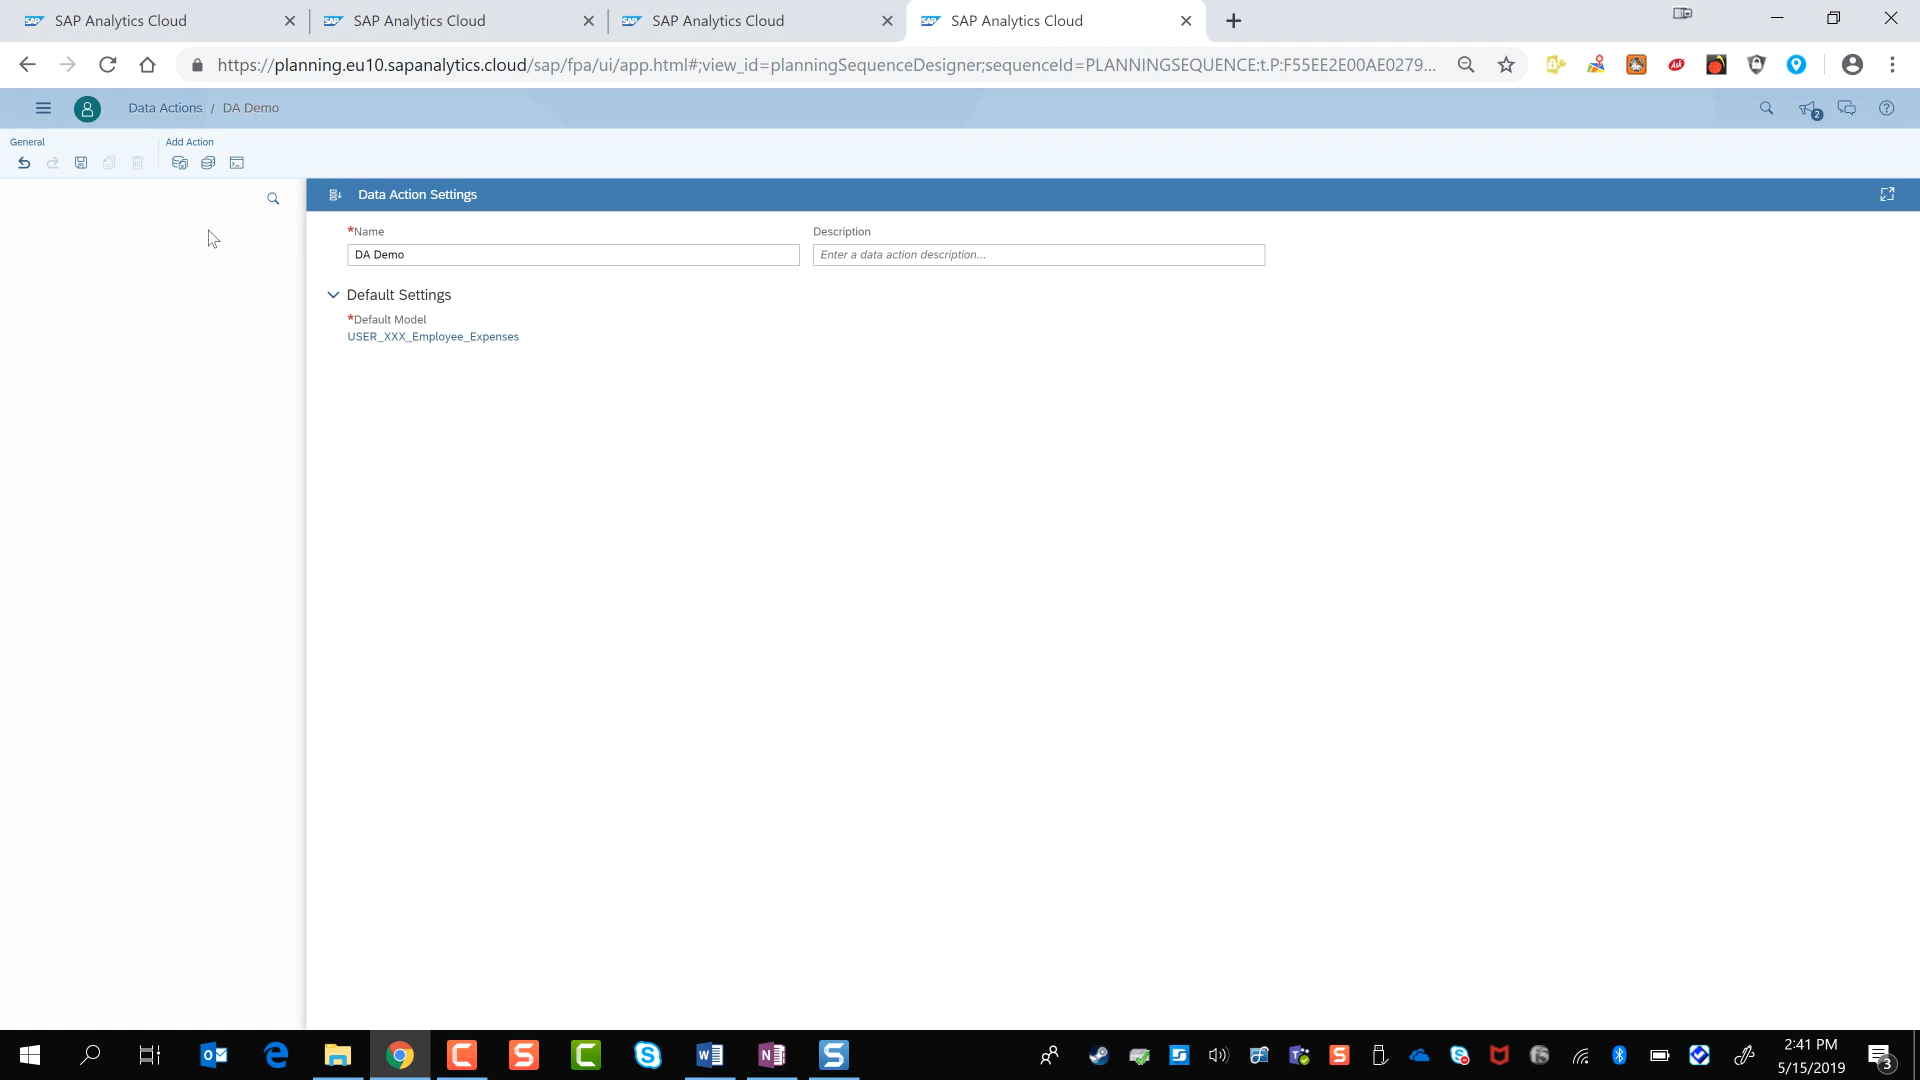 SAP Analytics Cloud
SAP Analytics Cloud
SAP Analytics Cloud
SAP Analytics Cloud
https://planning.eu10.sapanalytics.cloud/sap/fpa/ui/app.html#;view_id=planningSequenceDesigner;sequenceId=PLANNINGSEQUENCE:t.P:F55EE2E00AE0279...
Data Actions / DA Demo
2
General
Add Action
Data Action Settings
*Name
Description
DA Demo
Enter a data action description...
Default Settings
*Default Model
USER_XXX_Employee_Expenses
2:41 PM
5/15/2019
3